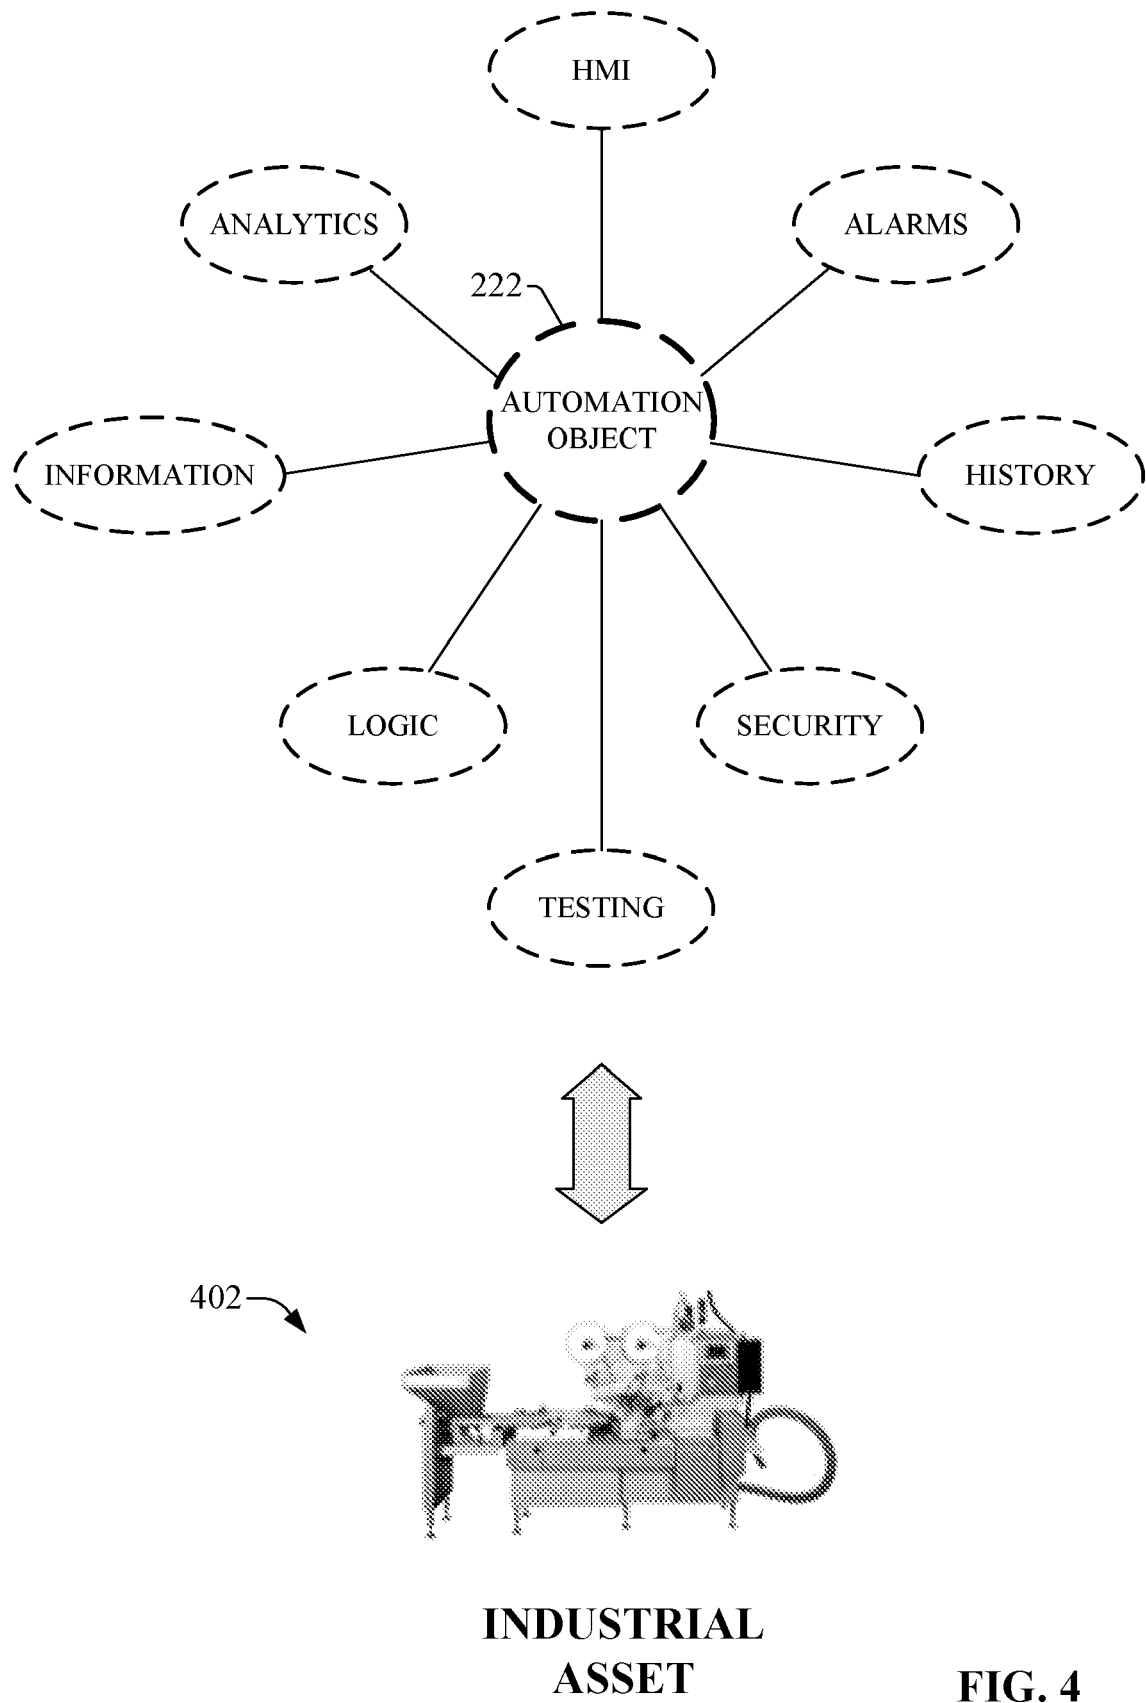 HMI
ANALYTICS
ALARMS
222
AUTOMATION
OBJECT
INFORMATION
HISTORY
LOGIC
SECURITY
TESTING
402
INDUSTRIAL
ASSET
FIG. 4